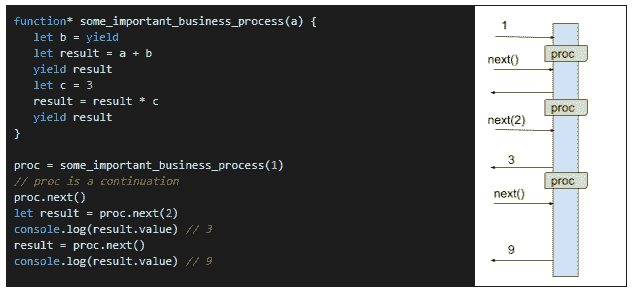 function* some_important_business_process(a) {
let b = yield
let result = a + b
yield result
let c = 3
result = result * c
yield result
}
proc = some_important_business_process(1)
// proc is a continuation
proc.next()
let result = proc.next(2)
console.log(result.value) // 3
result = proc.next()
console.log(result.value) // 9
1
proc
next()
proc
next(2)
3
proc
next()
9